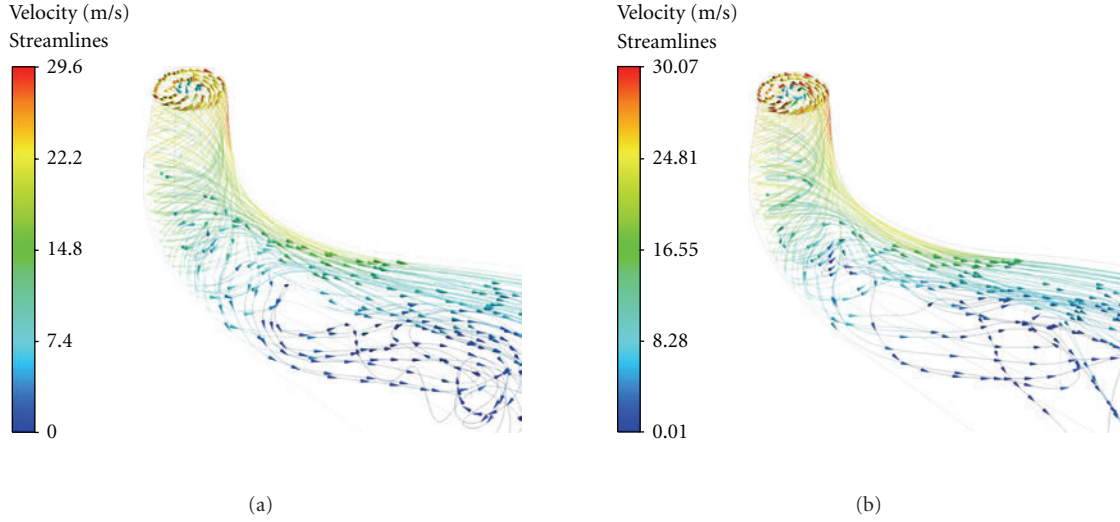 Velocity (m/s)
Streamlines
29.6
22.2
14.8
7.4
0
(a)
Velocity (m/s)
Streamlines
30.07
24.81
16.55
8.28
0.01
(b)